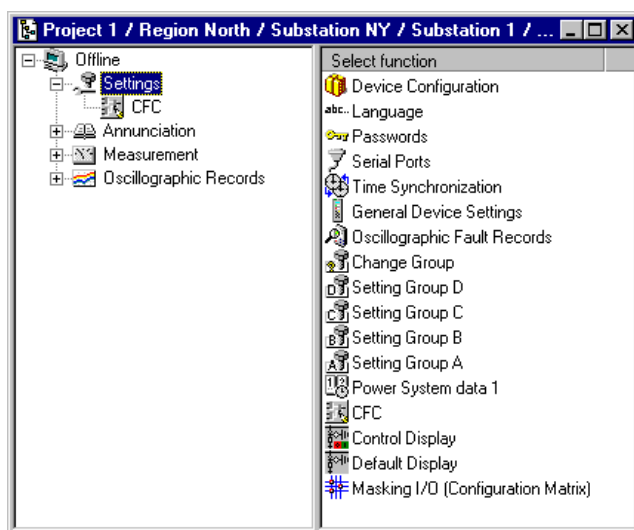 Project 1 / Region North / Substation NY / Substation 1 / ...
Offline
Settings
CFC
Annunciation
Measurement
Oscillographic Records
Select function
Device Configuration
abc.. Language
Passwords
Serial Ports
Time Synchronization
General Device Settings
Oscillographic Fault Records
Change Group
D Setting Group D
C Setting Group C
B Setting Group B
A Setting Group A
12 Power System data 1
CFC
Control Display
Default Display
Masking I/O (Configuration Matrix)